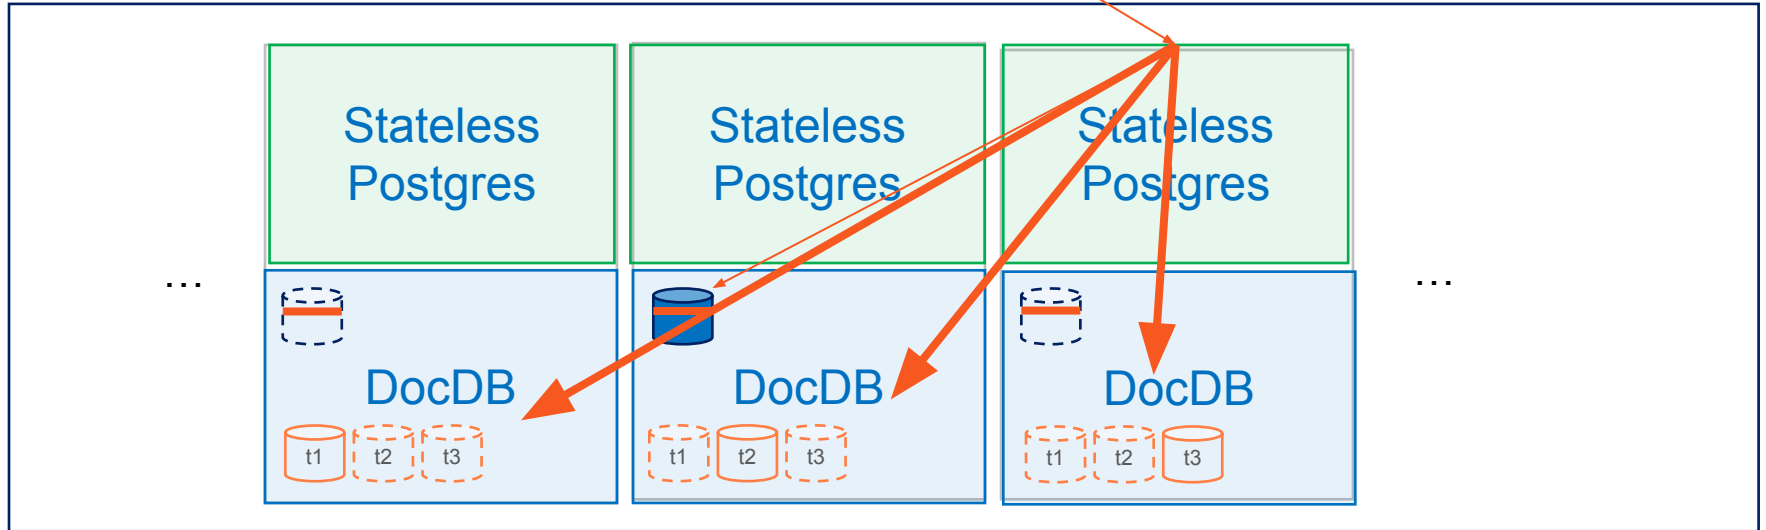 Stateless
Postgres
Stateless
Postgres
Stateless
Postgres
...
...
DocDB
DocDB
DocDB
t1 t2 t3
t1 t2 t3
t1 t2 t3